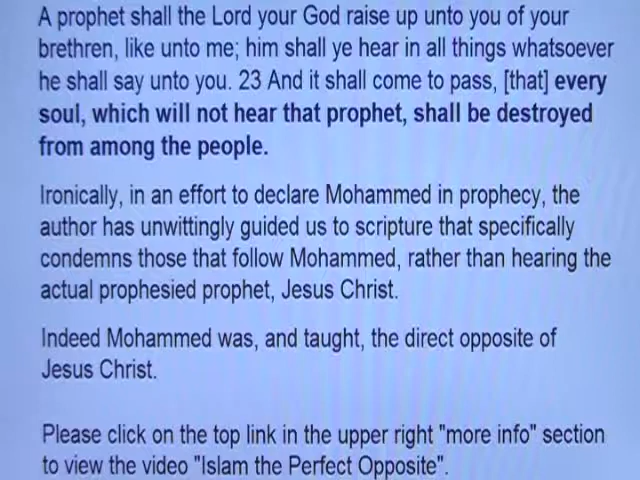 A prophet shall the Lord your God raise up unto you of your
brethren, like unto me; him shall ye hear in all things whatsoever
he shall say unto you. 23 And it shall come to pass, [that] every
soul, which will not hear that prophet, shall be destroyed
from among the people.
Ironically, in an effort to declare Mohammed in prophecy, the
author has unwittingly guided us to scripture that specifically
condemns those that follow Mohammed, rather than hearing the
actual prophesied prophet, Jesus Christ.
Indeed Mohammed was, and taught, the direct opposite of
Jesus Christ.
Please click on the top link in the upper right "more info" section
to view the video "Islam the Perfect Opposite".